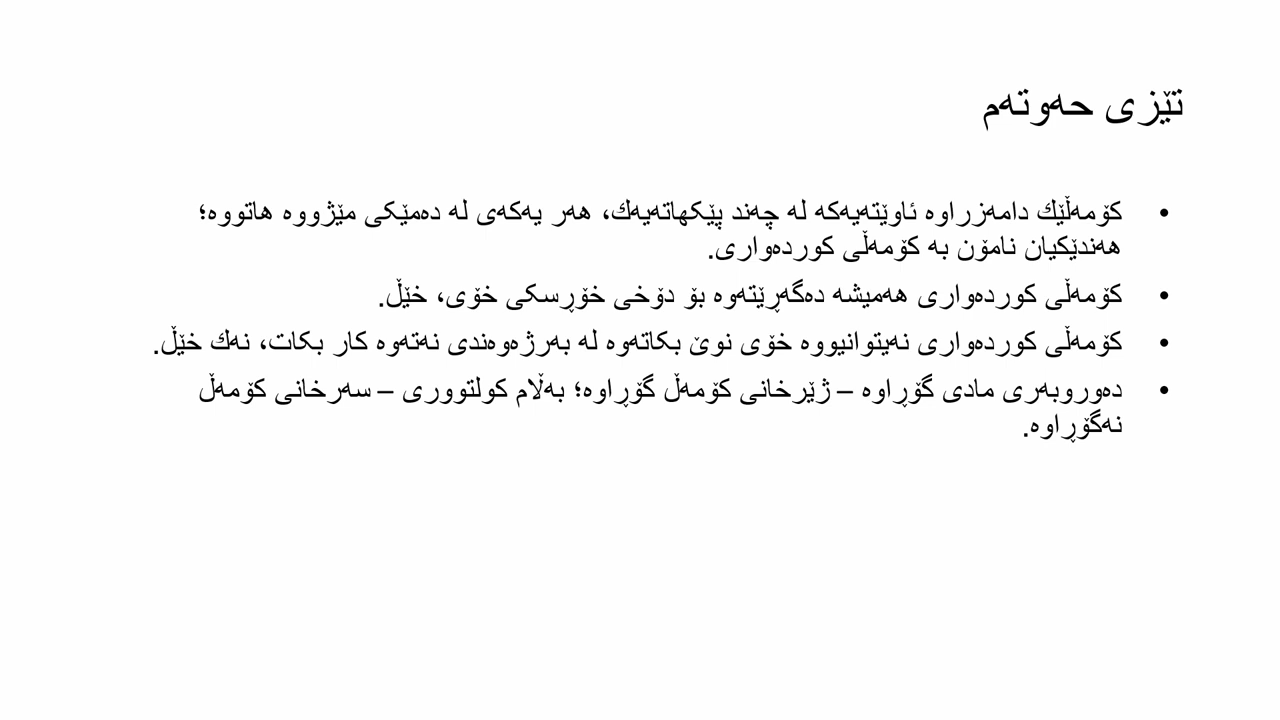 تێزی حەوتەم
• کۆمەڵێك دامەزراوە ئاوێتەیەکە لە چەند پێکهاتەیەك، هەر یەکەی لە دەمێکی مێژووە هاتووە؛
هەندێکیان نامۆن بە کۆمەڵی کوردەواری.
• کۆمەڵی کوردەواری هەمیشە دەگەڕێتەوە بۆ دۆخی خۆڕسکی خۆی، خێڵ.
• کۆمەڵی کوردەواری نەیتوانیووە خۆی نوێ بکاتەوە لە بەرژەوەندی نەتەوە کار بکات، نەك خێڵ.
• دەوروبەری مادی گۆڕاوە – ژێرخانی کۆمەڵ گۆڕاوە؛ بەڵام کولتووری – سەرخانی کۆمەڵ
نەگۆڕاوە.